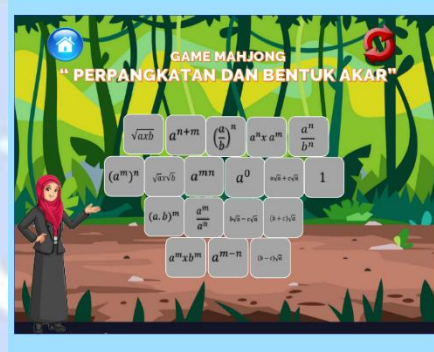 GAME MAHJONG
“ PERPANGKATAN DAN BENTUK AKAR”
√axb a^{n+m} (a/b)^n a^n x a^m a^n/b^n
(a^m)^n √a x √b a^{mn} a^0 a√a + c√a 1
(a.b)^m a^m/a^n b√a − c√a (b + c)√a
a^m x b^m a^{m−n} (b − c)√a